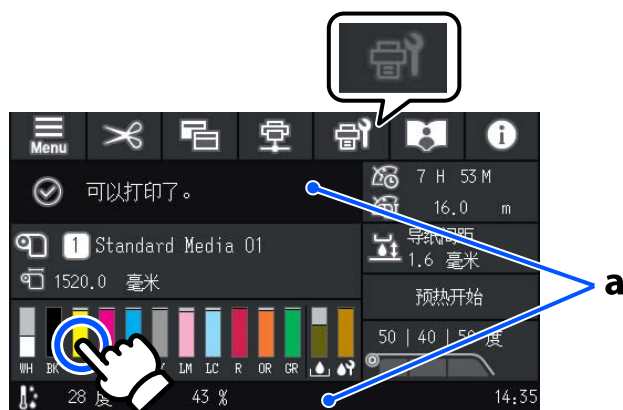 Menu
可以打印了。
7 H 53 M
16.0 m
1 Standard Media 01
导纸间距
1.6 毫米
1520.0 毫米
预热开始
50 | 40 | 50 度
WH BK LM LC R OR GR
28 度 43 % 14:35
a